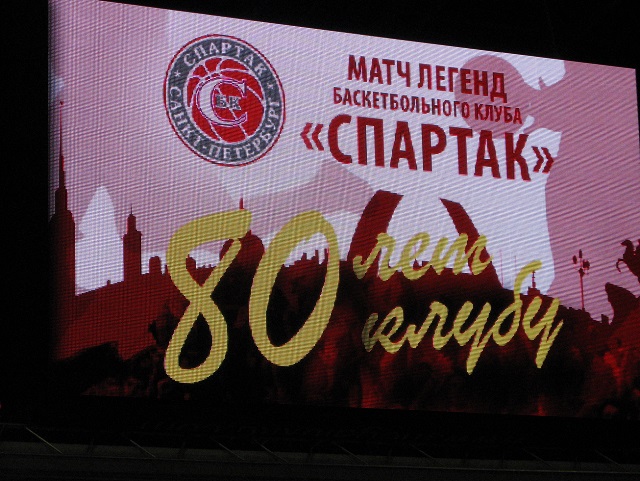 СПАРТАК
БК
САНКТ-ПЕТЕРБУРГ
МАТЧ ЛЕГЕНД
БАСКЕТБОЛЬНОГО КЛУБА
«СПАРТАК»
80 лет
клубу